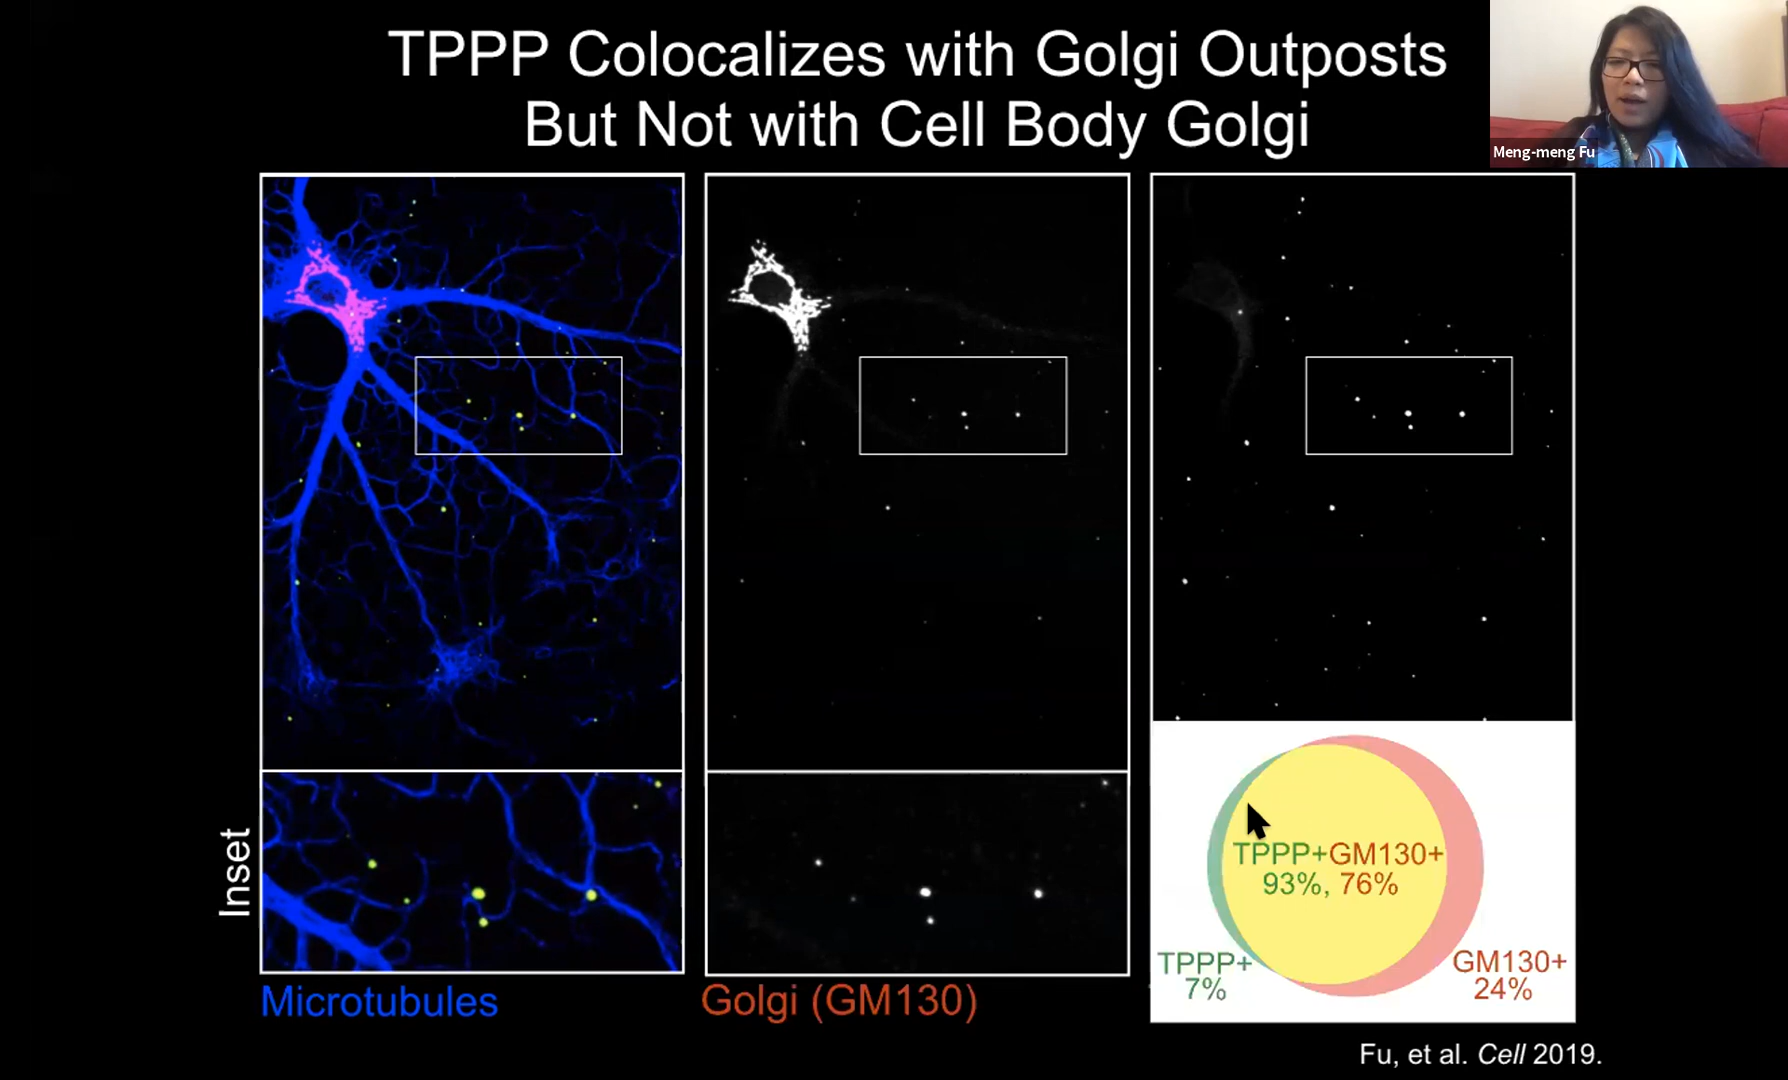 TPPP Colocalizes with Golgi Outposts
But Not with Cell Body Golgi
Meng-meng Fu
Inset
TPPP+GM130+
93%, 76%
TPPP+
7%
GM130+
24%
Microtubules
Golgi (GM130)
Fu, et al. Cell 2019.